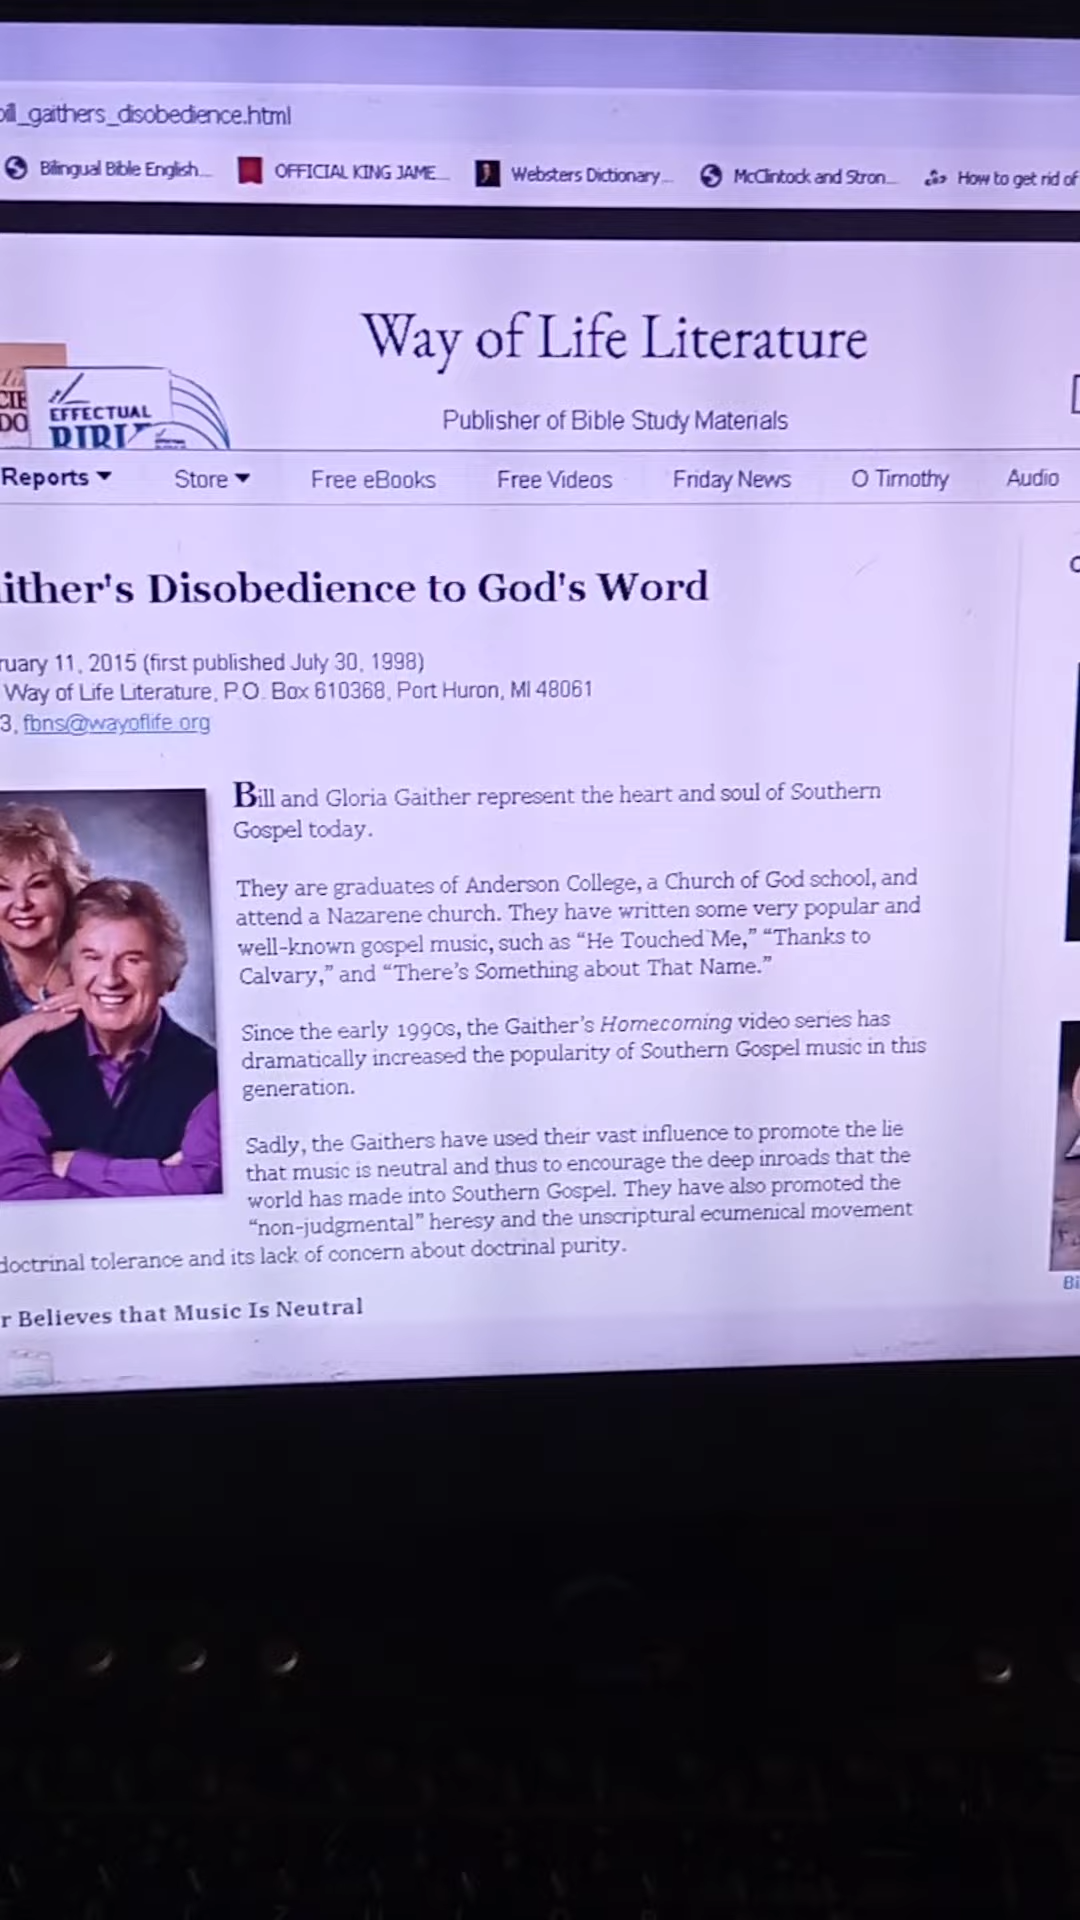 bill_gaithers_disobedience.html
Bilingual Bible English...
OFFICIAL KING JAME...
Websters Dictionary...
McClintock and Stron...
How to get rid of
Way of Life Literature
Publisher of Bible Study Materials
EFFECTUAL
Reports
Store
Free eBooks
Free Videos
Friday News
O Timothy
Audio
ither's Disobedience to God's Word
ruary 11, 2015 (first published July 30, 1998)
Way of Life Literature, P.O. Box 610368, Port Huron, MI 48061
3, fbns@wayoflife.org
Bill and Gloria Gaither represent the heart and soul of Southern
Gospel today.
They are graduates of Anderson College, a Church of God school, and
attend a Nazarene church. They have written some very popular and
well-known gospel music, such as “He Touched Me,” “Thanks to
Calvary,” and “There’s Something about That Name.”
Since the early 1990s, the Gaither’s Homecoming video series has
dramatically increased the popularity of Southern Gospel music in this
generation.
Sadly, the Gaithers have used their vast influence to promote the lie
that music is neutral and thus to encourage the deep inroads that the
world has made into Southern Gospel. They have also promoted the
“non-judgmental” heresy and the unscriptural ecumenical movement
doctrinal tolerance and its lack of concern about doctrinal purity.
r Believes that Music Is Neutral
Bi